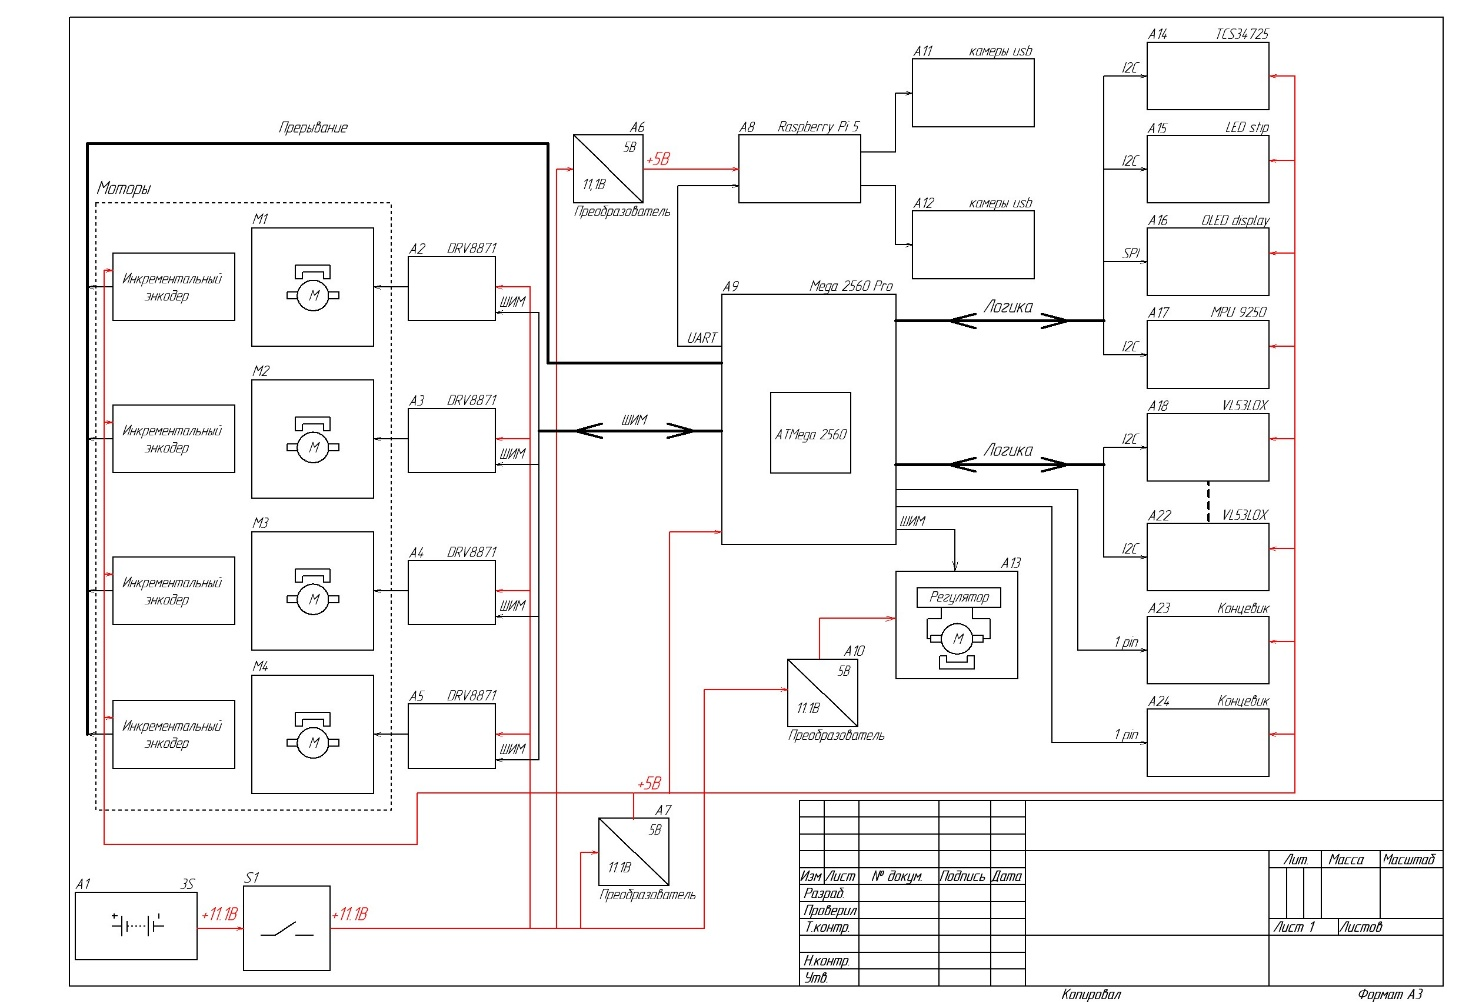 A11 камеры usb
A14 TCS34725
I2C
Прерывание
A6
5В
11,1В
+5В
Преобразователь
A8 Raspberry Pi 5
A15 LED stip
I2C
A12 камеры usb
A16 OLED display
SPI
Моторы
M1
A2 DRV8871
Инкрементальный
энкодер
M
ШИМ
A9 Mega 2560 Pro
UART
Логика
A17 MPU 9250
I2C
M2
A3 DRV8871
Инкрементальный
энкодер
M
ШИМ
ШИМ
ATMega 2560
Логика
A18 VL53LOX
I2C
M3
A4 DRV8871
Инкрементальный
энкодер
M
ШИМ
ШИМ
A22 VL53LOX
I2C
A13
Регулятор
M
A23 Концевик
1 pin
A10
5В
11.1В
Преобразователь
M4
A5 DRV8871
Инкрементальный
энкодер
M
ШИМ
A24 Концевик
1 pin
+5В
A7
5В
11.1В
Преобразователь
A1 3S
+ -
+11.1В
S1
+11.1В
Лит. Масса Масштаб
Изм Лист № докум. Подпись Дата
Разраб.
Проверил
Т.контр. Лист 1 Листов
Н.контр.
Утв.
Копировал Формат А3